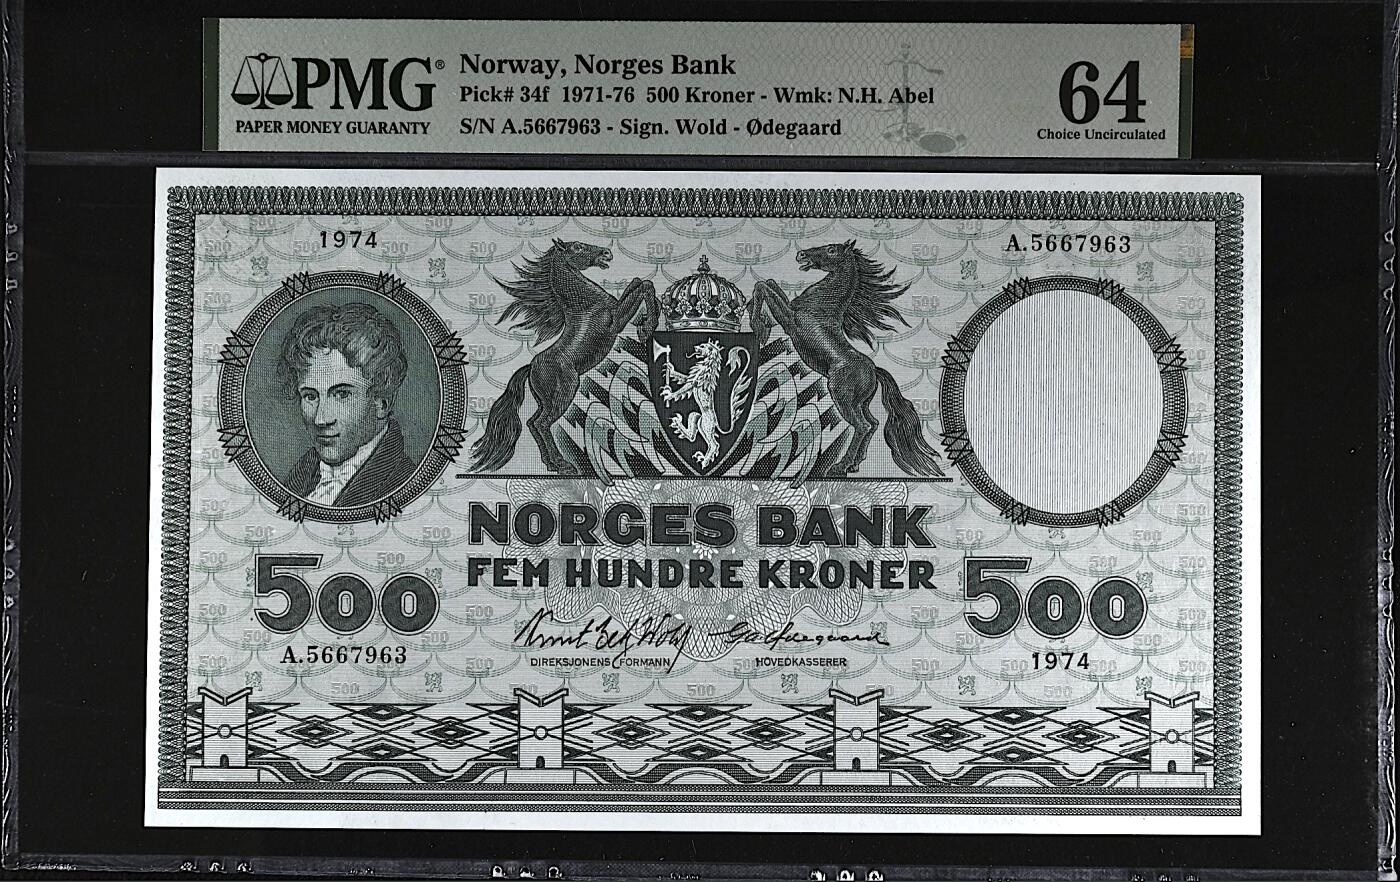 PMG®
PAPER MONEY GUARANTY
Norway, Norges Bank
Pick# 34f 1971-76 500 Kroner - Wmk: N.H. Abel
S/N A.5667963 - Sign. Wold - Ødegaard
64
Choice Uncirculated
1974
A.5667963
NORGES BANK
FEM HUNDRE KRONER
500
500
A.5667963
DIREKSJONENS FORMANN
HOVEDKASSERER
1974